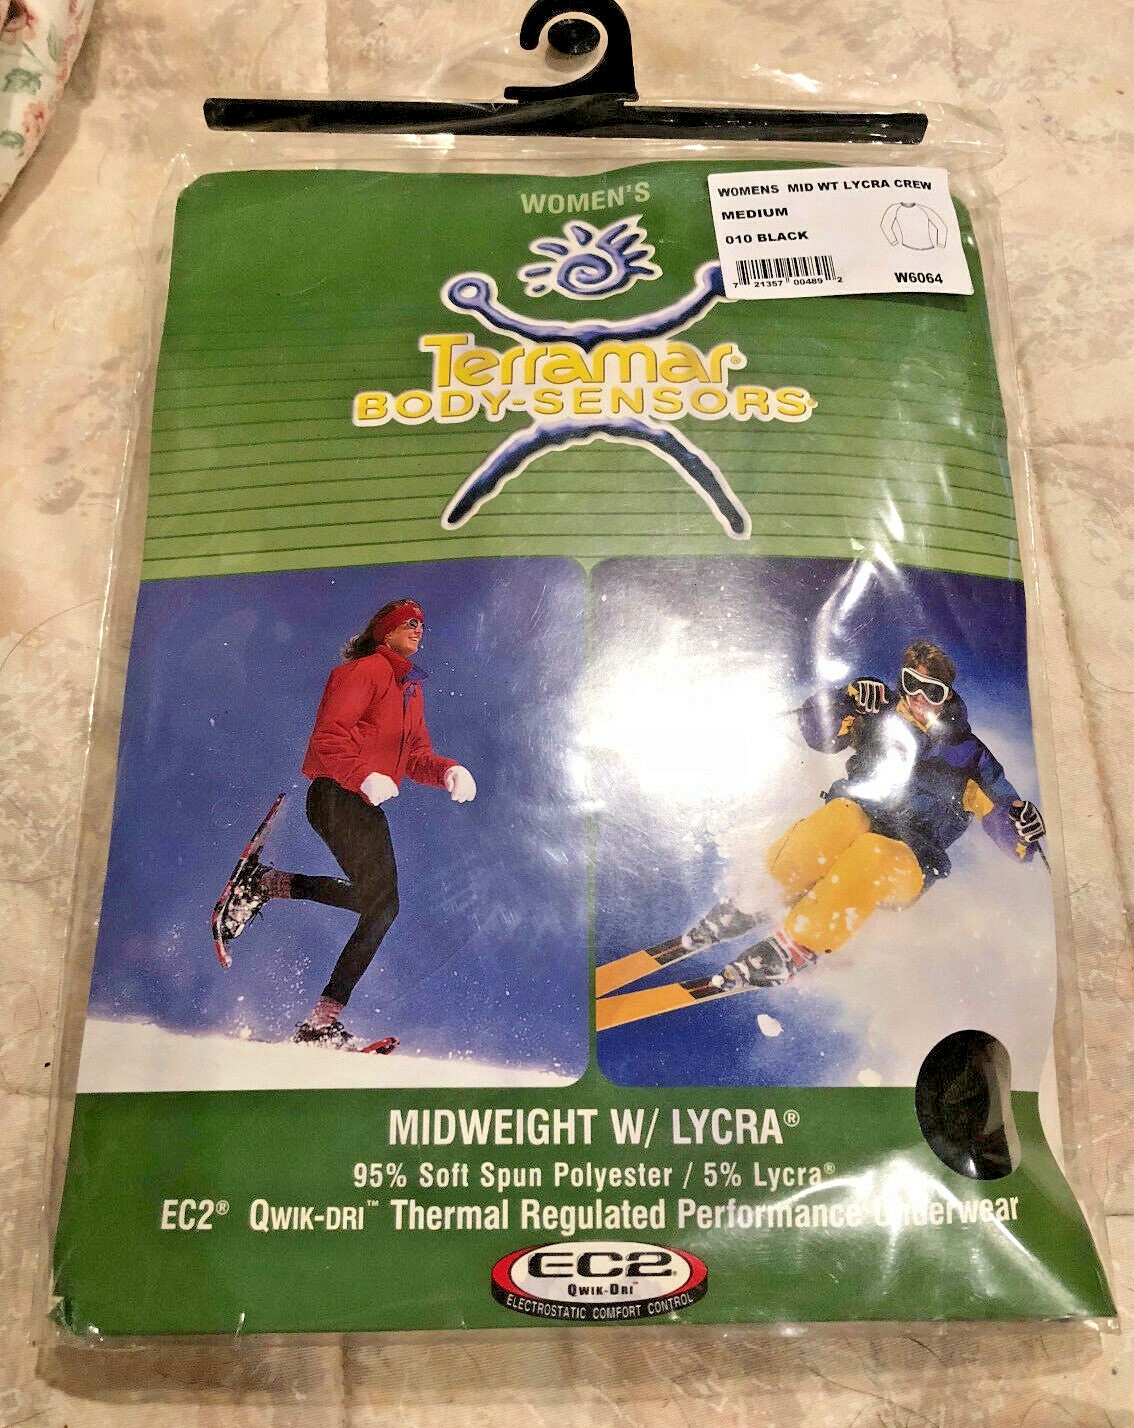 WOMEN'S
WOMENS MID WT LYCRA CREW
MEDIUM
010 BLACK
7 21357 00489 2
W6064
Terramar®
BODY-SENSORS
MIDWEIGHT W/ LYCRA®
95% Soft Spun Polyester / 5% Lycra®
EC2® QWIK-DRI™ Thermal Regulated Performance Underwear
EC2®
QWIK-DRI™
ELECTROSTATIC COMFORT CONTROL